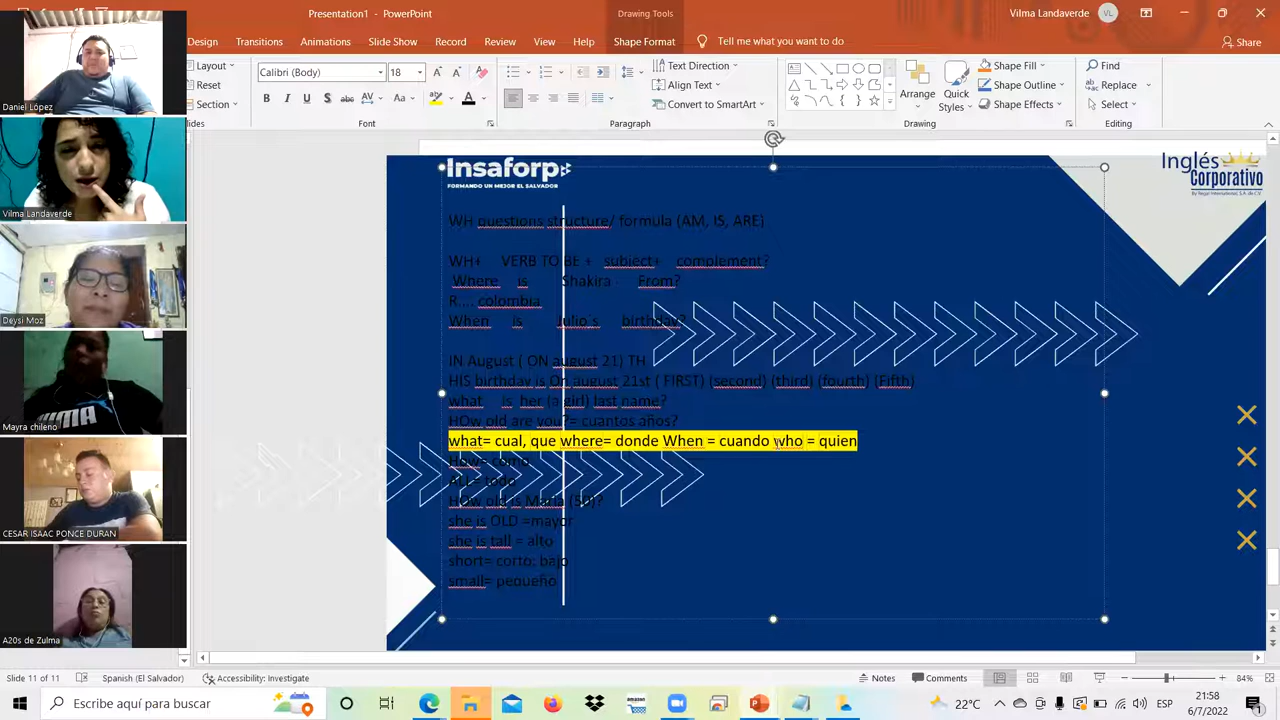 Presentation1 - PowerPoint
Drawing Tools
Vilma Landaverde VL
Design Transitions Animations Slide Show Record Review View Help Shape Format Tell me what you want to do Share
Layout
Reset
Section
Calibri (Body) 18
Text Direction
Align Text
Convert to SmartArt
Arrange Quick Styles
Shape Fill
Shape Outline
Shape Effects
Find
Replace
Select
Font Paragraph Drawing Editing
Daniel López
Vilma Landaverde
Deysi Moz
Mayra chileno
CESAR ISAAC PONCE DURAN
A20s de Zulma
Insaforp
FORMANDO UN MEJOR EL SALVADOR
Inglés
Corporativo
WH questions structure/ formula (AM, IS, ARE)
WH+ VERB TO BE + subject+ complement?
Where is Shakira From?
R.... colombia
When is Julio´s birthday?
IN August ( ON august 21) TH
HIS birthday is On august 21st ( FIRST) (second) (third) (fourth) (Fifth)
what is her (a girl) last name?
HOw old are you?= cuantos años?
what= cual, que where= donde When = cuando who = quien
How= como
ALL= todo
HOw old is Maria (50)?
she is OLD =mayor
she is tall = alto
short= corto, bajo
small= pequeño
Slide 11 of 11 Spanish (El Salvador) Accessibility: Investigate Notes Comments 84%
Escribe aquí para buscar
22°C ESP 21:58
6/7/2022